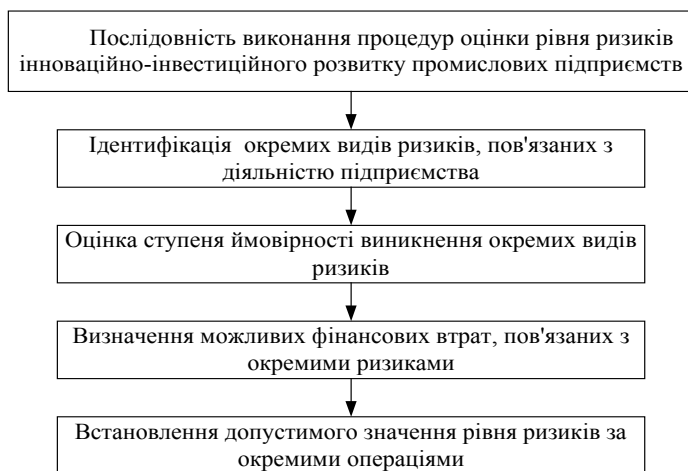 Послідовність виконання процедур оцінки рівня ризиків
інноваційно-інвестиційного розвитку промислових підприємств
Ідентифікація окремих видів ризиків, пов'язаних з
діяльністю підприємства
Оцінка ступеня ймовірності виникнення окремих видів
ризиків
Визначення можливих фінансових втрат, пов'язаних з
окремими ризиками
Встановлення допустимого значення рівня ризиків за
окремими операціями